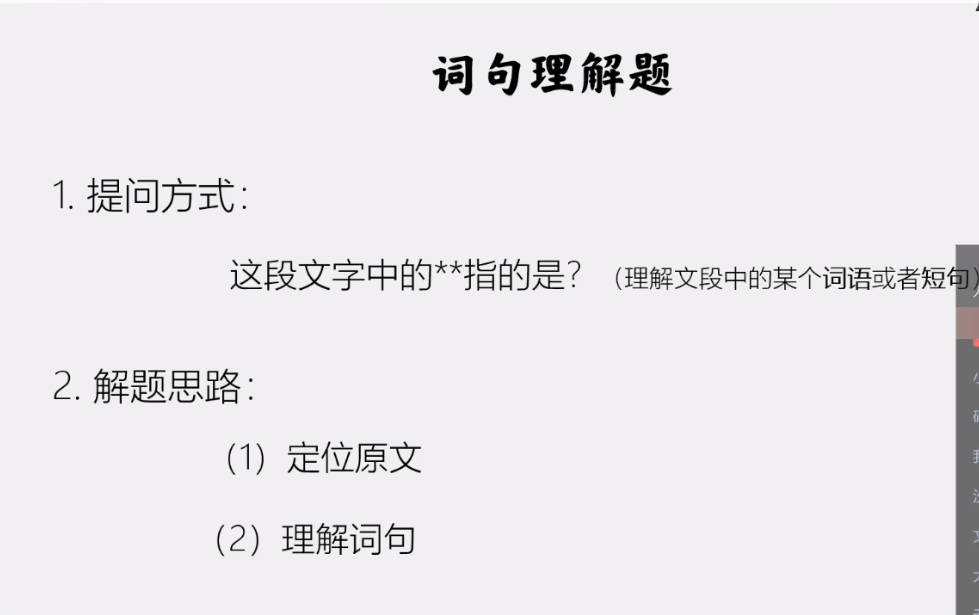 词句理解题
1. 提问方式：
这段文字中的**指的是？（理解文段中的某个词语或者短句）
2. 解题思路：
（1）定位原文
（2）理解词句